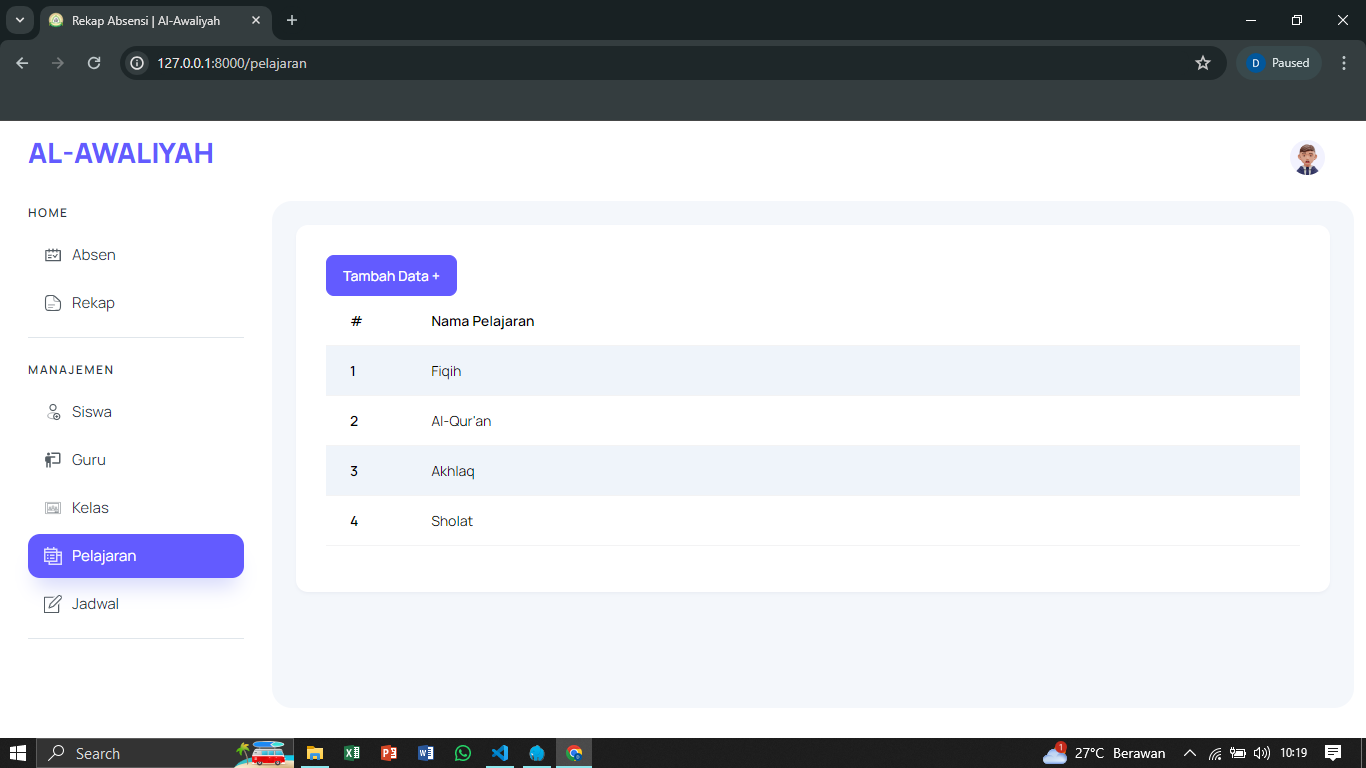 Rekap Absensi | Al-Awaliyah
127.0.0.1:8000/pelajaran
D Paused
AL-AWALIYAH
HOME
Absen
Rekap
MANAJEMEN
Siswa
Guru
Kelas
Pelajaran
Jadwal
Tambah Data +
# Nama Pelajaran
1 Fiqih
2 Al-Qur'an
3 Akhlaq
4 Sholat
Search
1
27°C Berawan
10:19